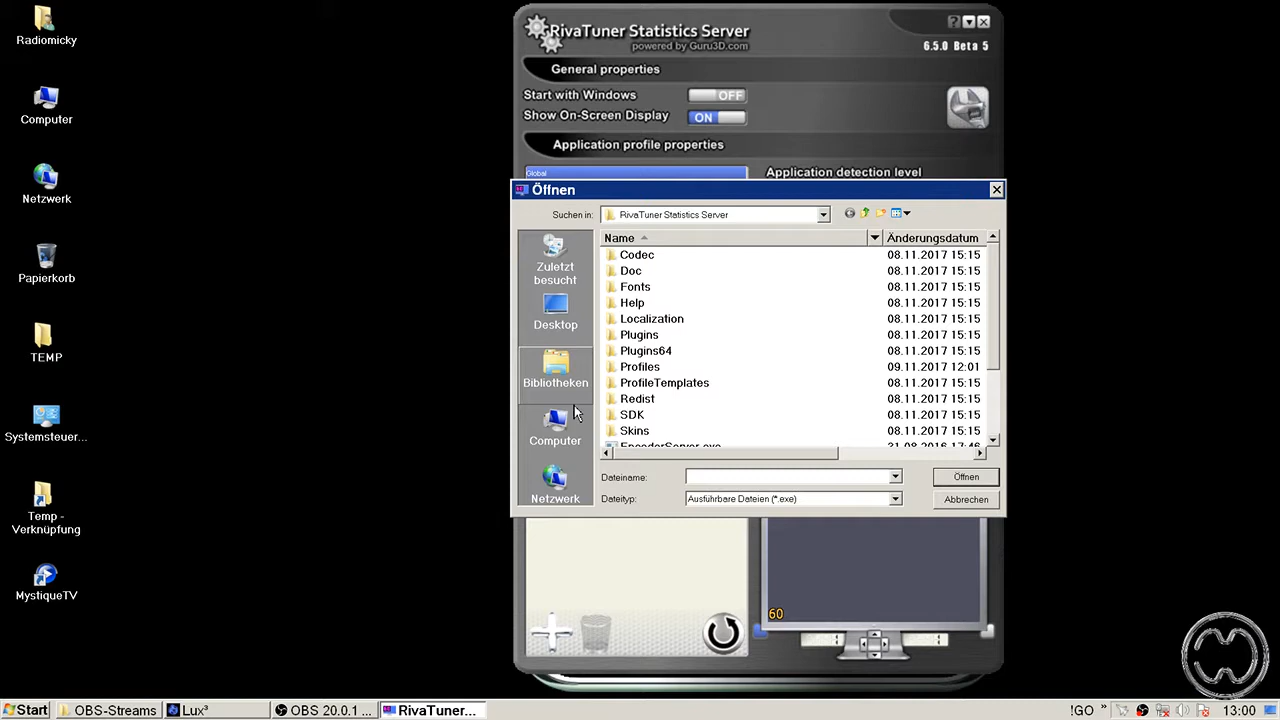 Radiomicky
Computer
Netzwerk
Papierkorb
TEMP
Systemsteuer...
Temp -
Verknüpfung
MystiqueTV
RivaTuner Statistics Server
powered by Guru3D.com
6.5.0 Beta 5
General properties
Start with Windows OFF
Show On-Screen Display ON
Application profile properties
Global
Application detection level
Öffnen
Suchen in: RivaTuner Statistics Server
Zuletzt
besucht
Desktop
Bibliotheken
Computer
Netzwerk
Name Änderungsdatum
Codec 08.11.2017 15:15
Doc 08.11.2017 15:15
Fonts 08.11.2017 15:15
Help 08.11.2017 15:15
Localization 08.11.2017 15:15
Plugins 08.11.2017 15:15
Plugins64 08.11.2017 15:15
Profiles 09.11.2017 12:01
ProfileTemplates 08.11.2017 15:15
Redist 08.11.2017 15:15
SDK 08.11.2017 15:15
Skins 08.11.2017 15:15
EncoderServer.exe 31.08.2016 17:46
Dateiname: Öffnen
Dateityp: Ausführbare Dateien (*.exe) Abbrechen
60
Start OBS-Streams Lux³ OBS 20.0.1 ... RivaTuner... !GO » 13:00